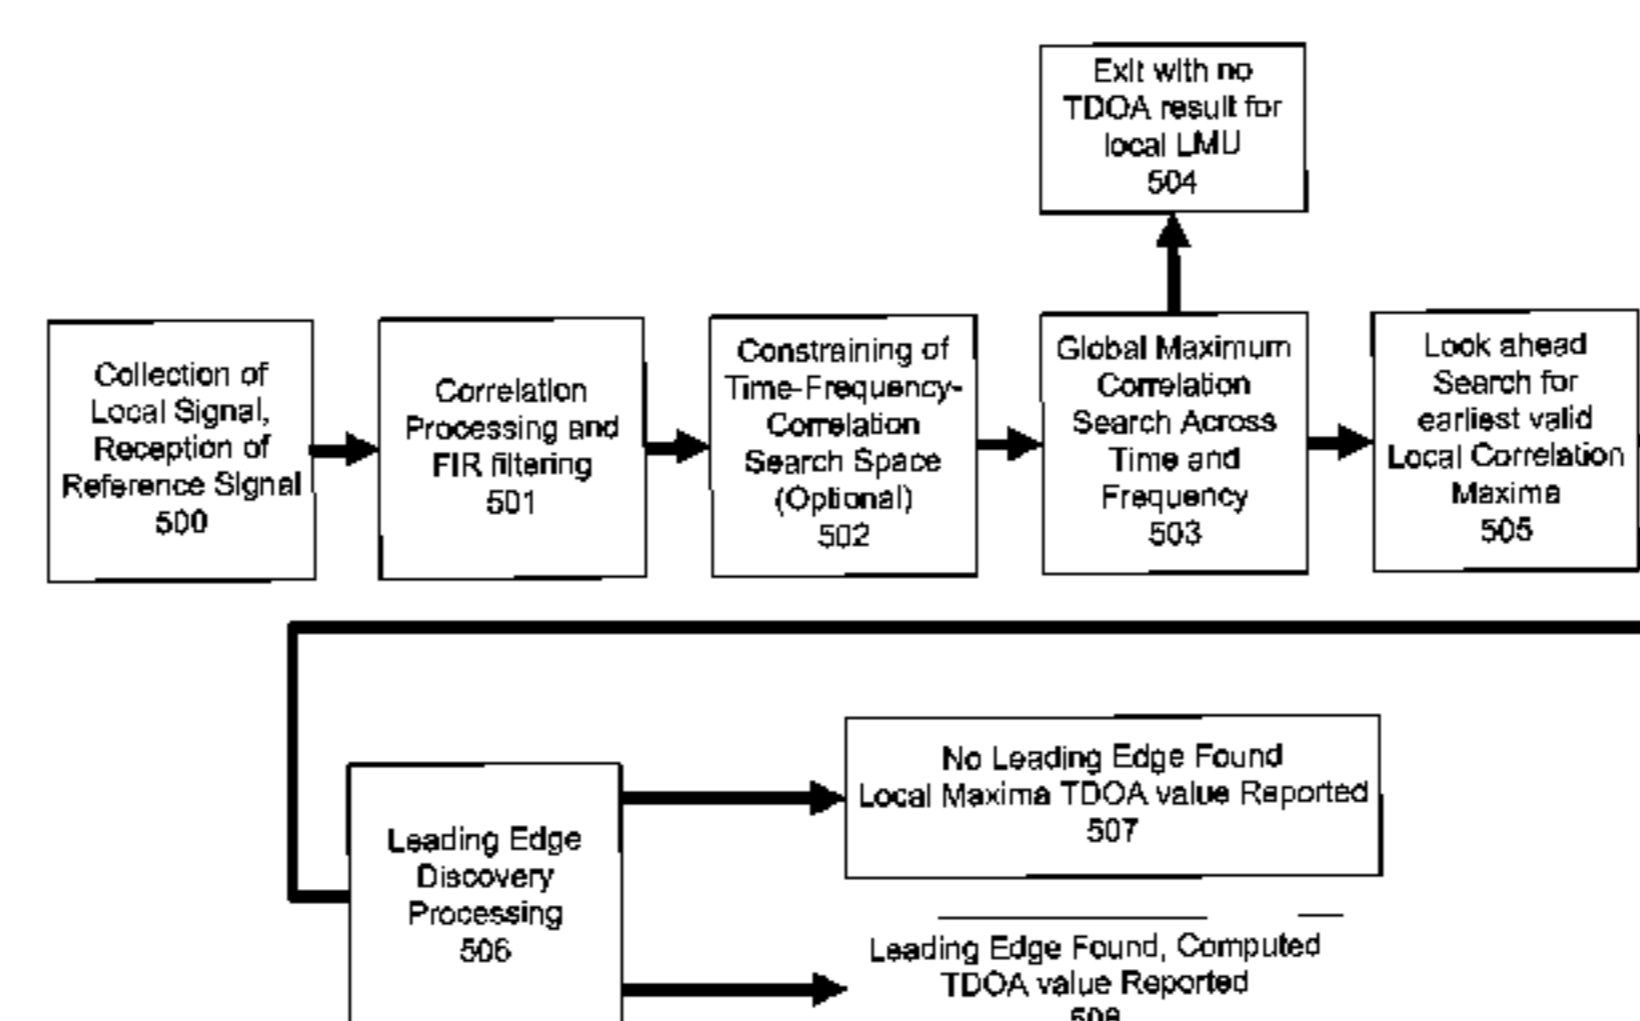 Exit with no
TDOA result for
local LMU
504
Collection of
Local Signal,
Reception of
Reference Signal
500
Correlation
Processing and
FIR filtering
501
Constraining of
Time-Frequency-
Correlation
Search Space
(Optional)
502
Global Maximum
Correlation
Search Across
Time and
Frequency
503
Look ahead
Search for
earliest valid
Local Correlation
Maxima
505
Leading Edge
Discovery
Processing
506
No Leading Edge Found
Local Maxima TDOA value Reported
507
Leading Edge Found, Computed
TDOA value Reported
508